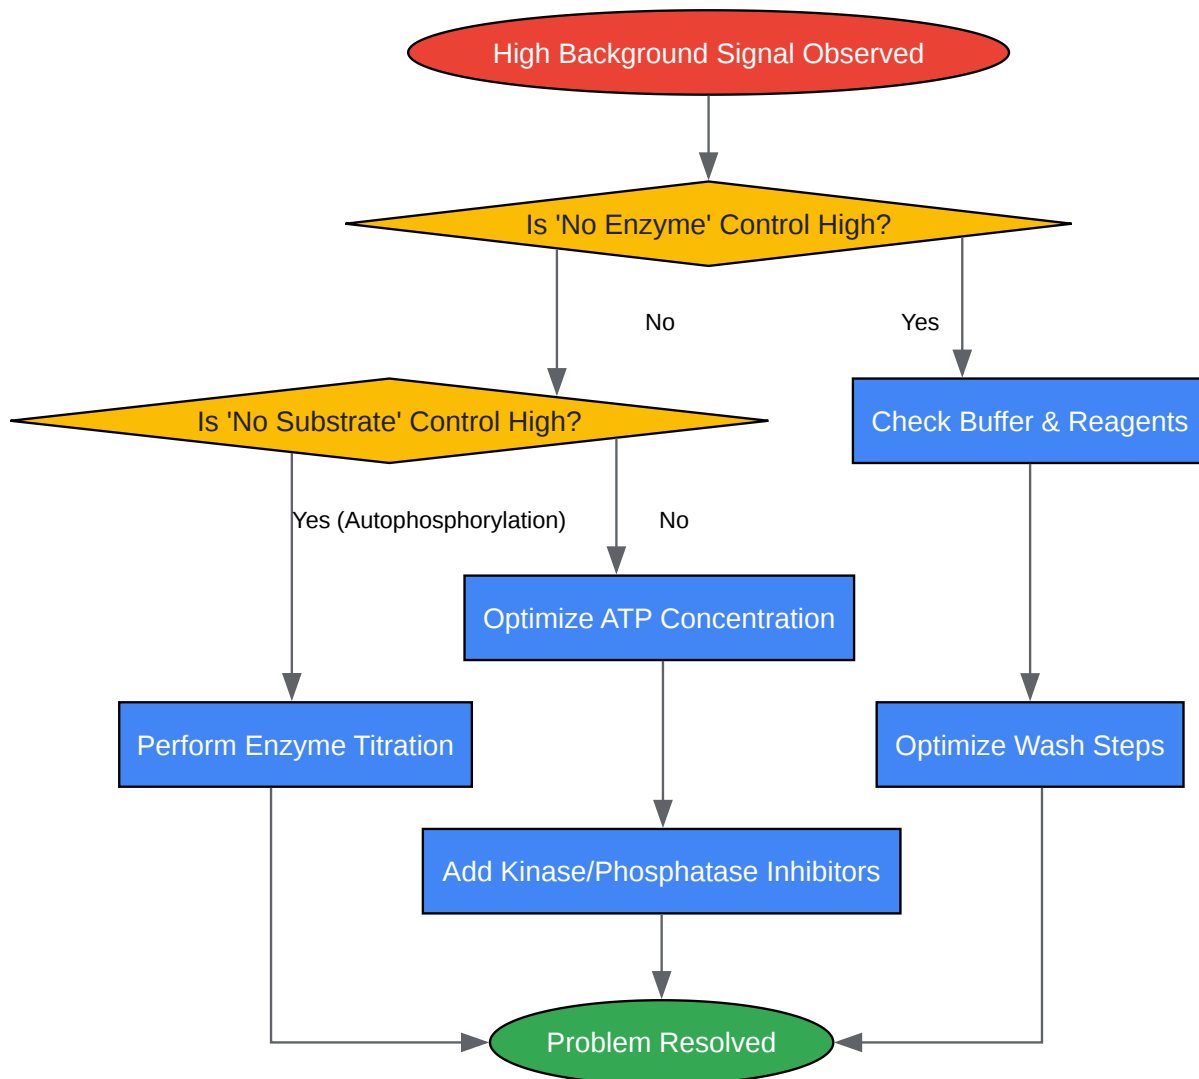 High Background Signal Observed
Is 'No Enzyme' Control High?
No
Yes
Is 'No Substrate' Control High?
Check Buffer & Reagents
Yes (Autophosphorylation)
No
Optimize ATP Concentration
Perform Enzyme Titration
Optimize Wash Steps
Add Kinase/Phosphatase Inhibitors
Problem Resolved